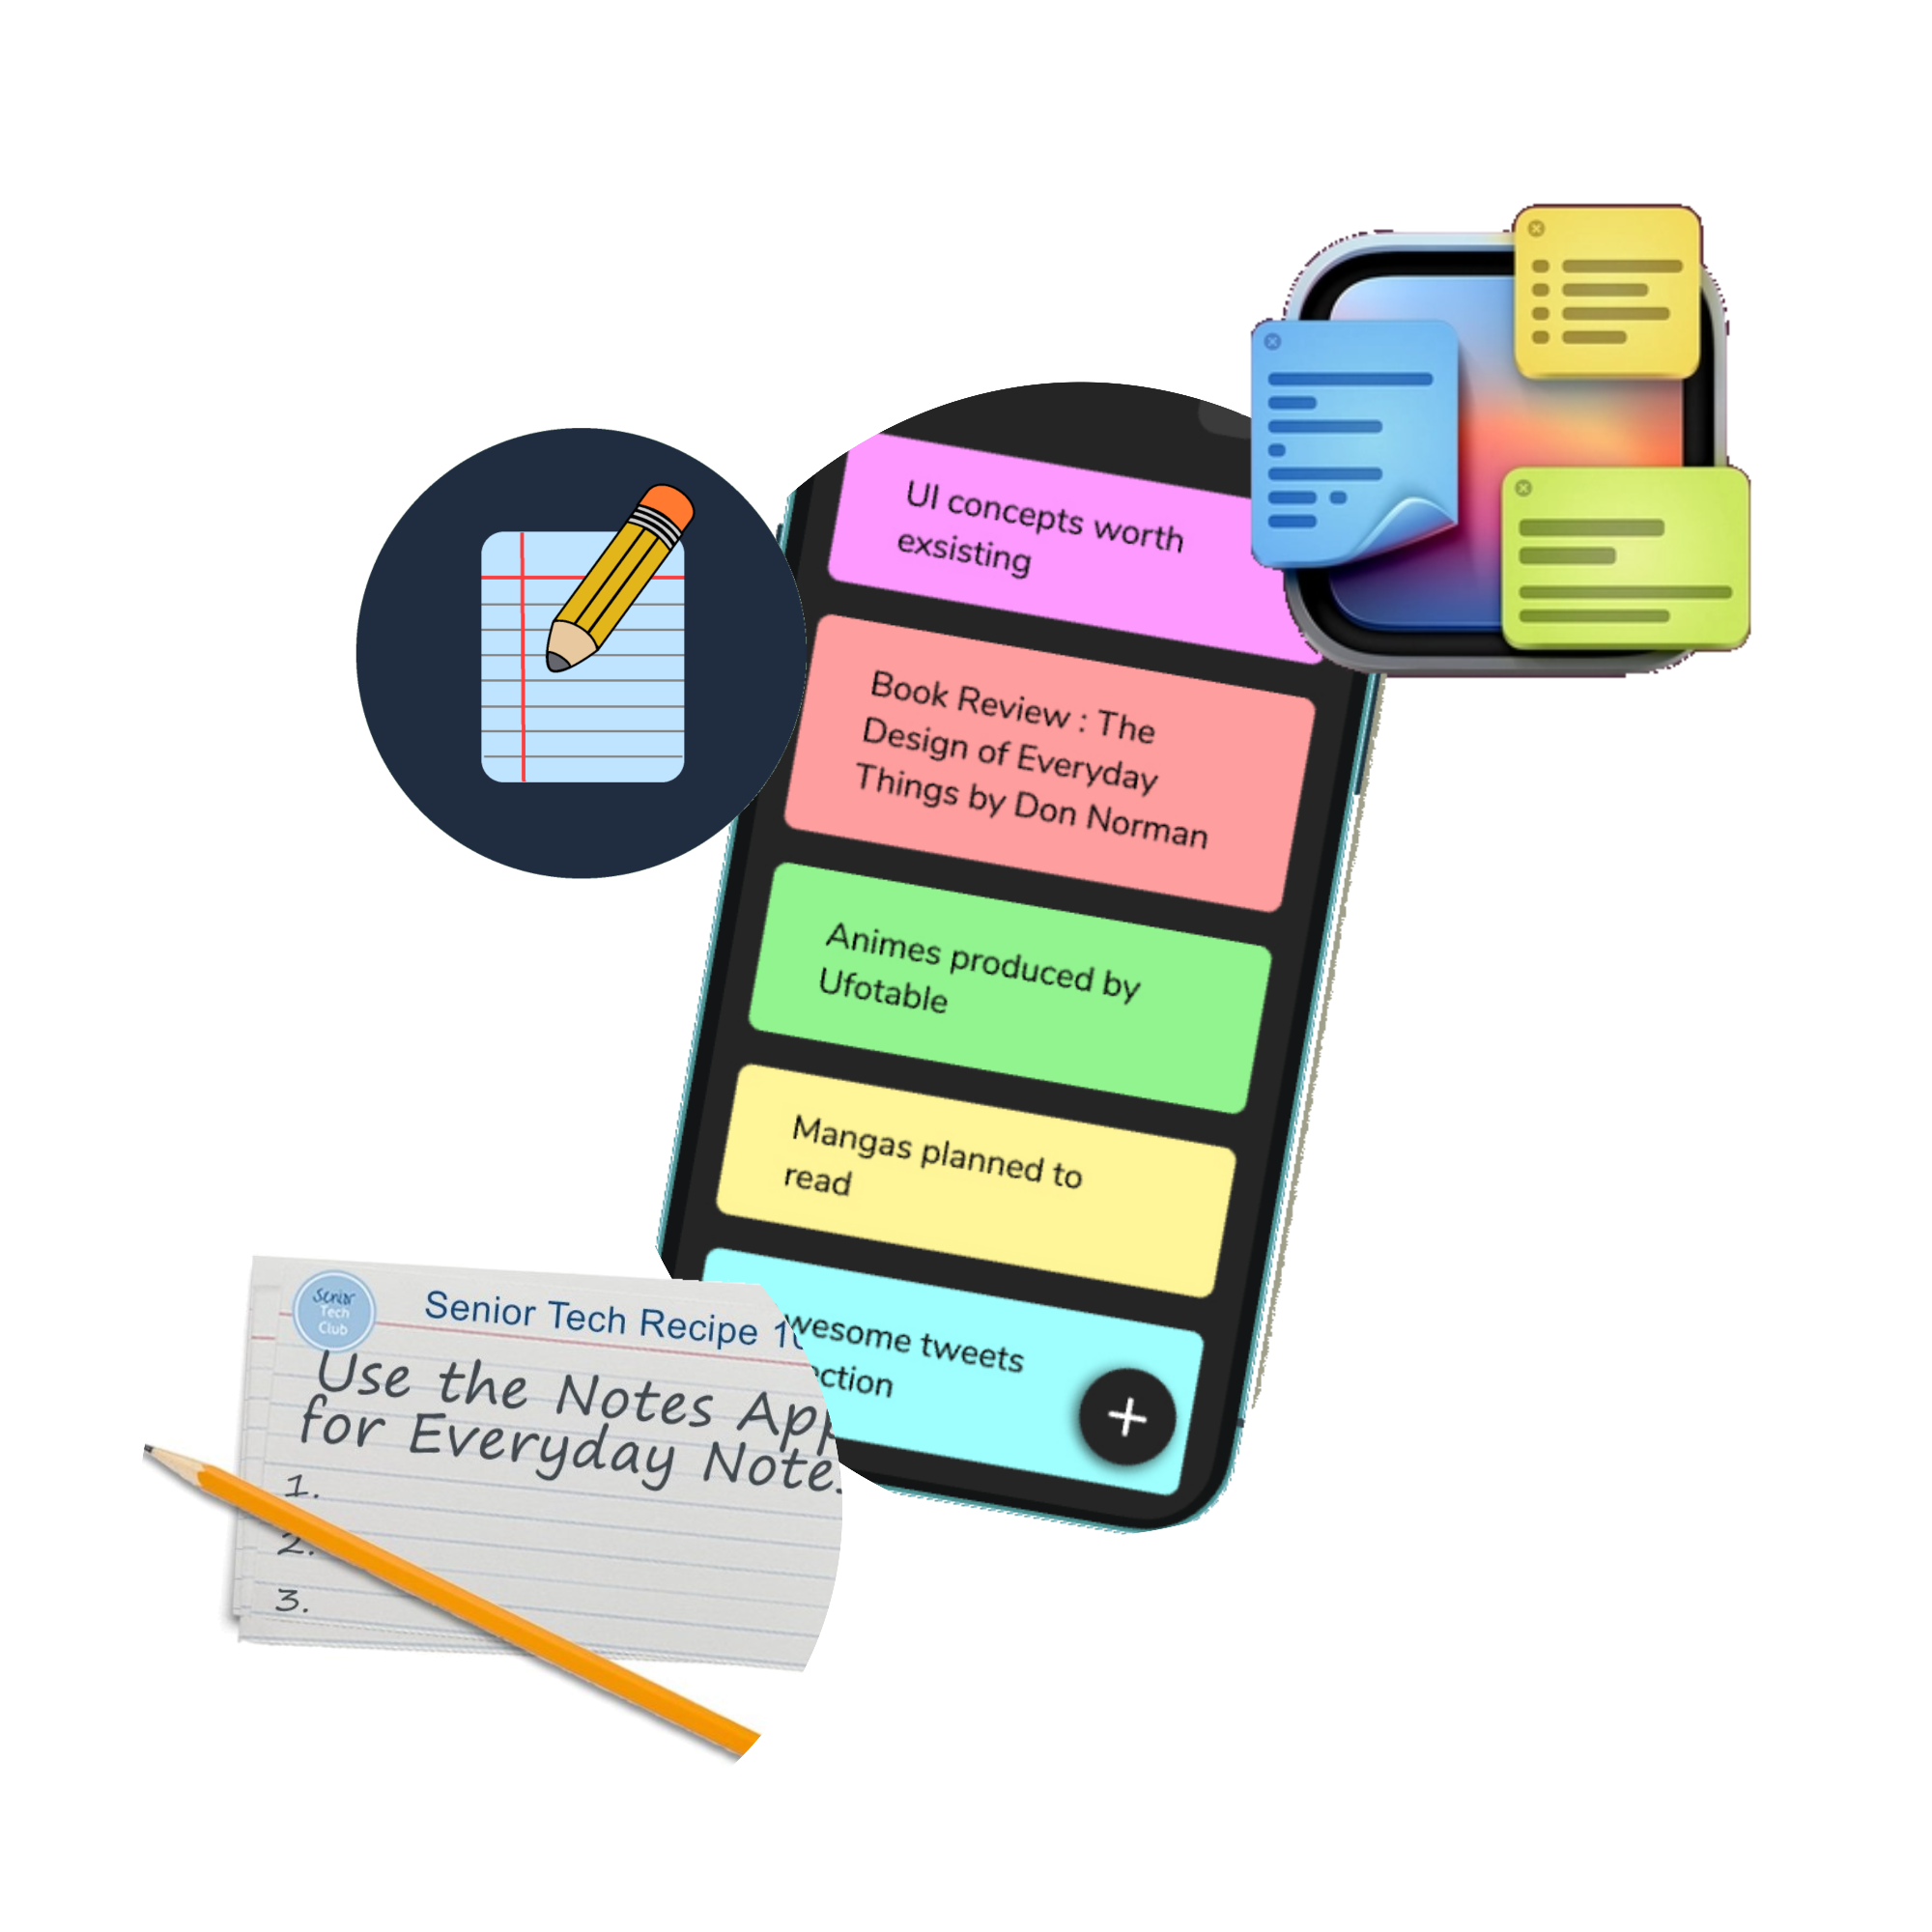 UI concepts worth
exsisting
Book Review : The
Design of Everyday
Things by Don Norman
Animes produced by
Ufotable
Mangas planned to
read
wesome tweets
ction
Senior
Tech
Club
Senior Tech Recipe
Use the Notes App
for Everyday Note
1.
2.
3.